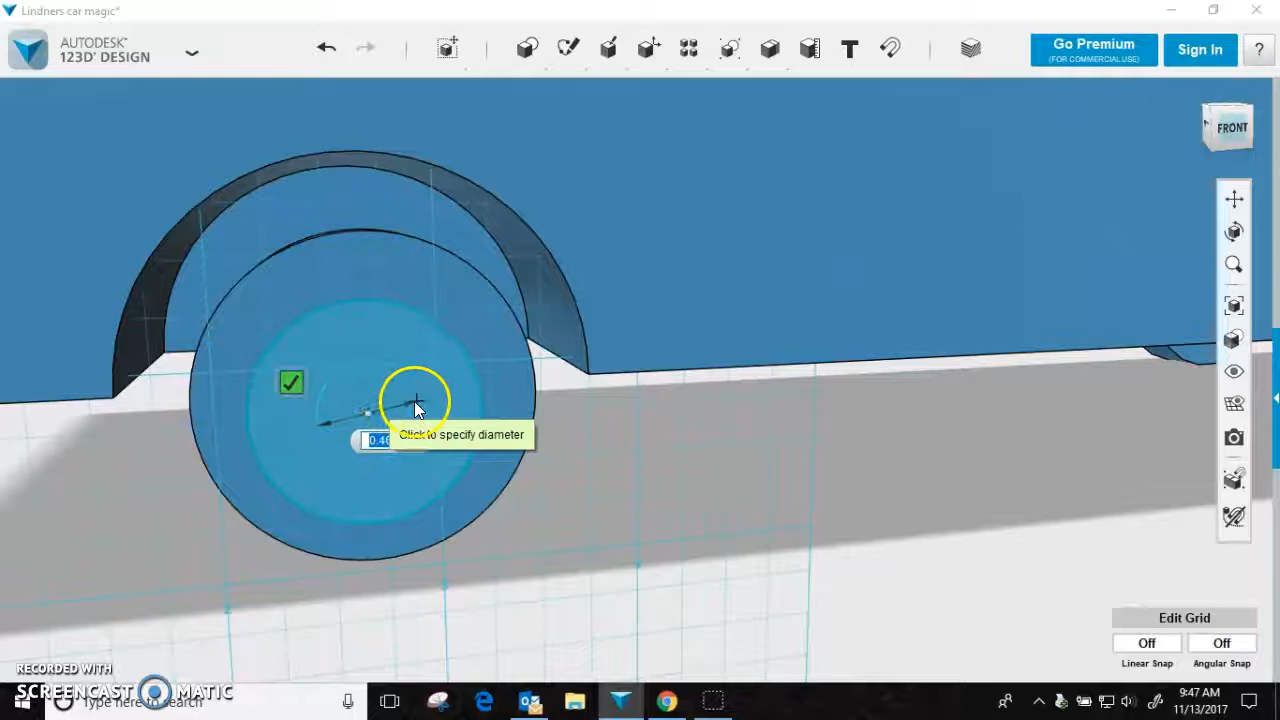 Lindners car magic*
AUTODESK®
123D® DESIGN
T
Go Premium
(FOR COMMERCIAL USE)
Sign In
?
FRONT
Click to specify diameter
Edit Grid
Off
Off
Linear Snap
Angular Snap
RECORDED WITH
SCREENCAST MATIC
Type here to search
9:47 AM
11/13/2017